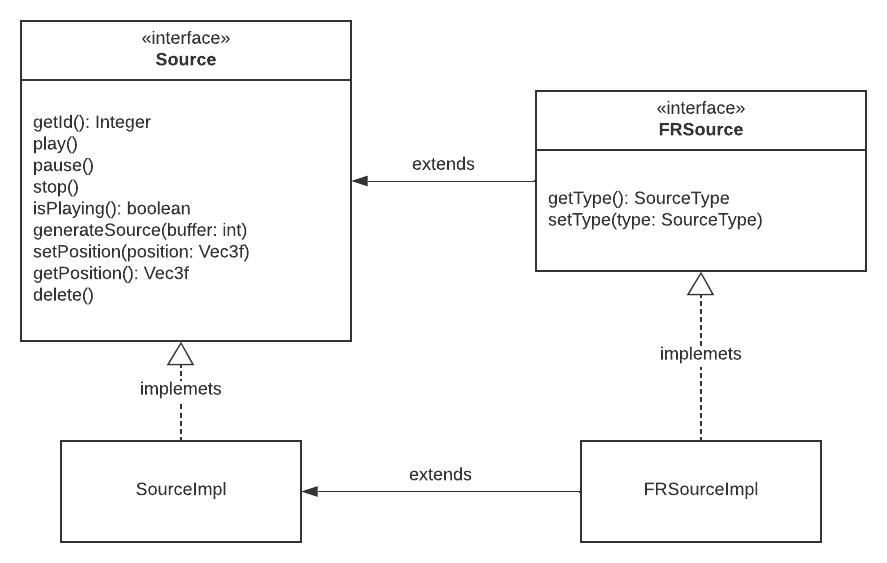 «interface»
Source
getId(): Integer
play()
pause()
stop()
isPlaying(): boolean
generateSource(buffer: int)
setPosition(position: Vec3f)
getPosition(): Vec3f
delete()
extends
«interface»
FRSource
getType(): SourceType
setType(type: SourceType)
implemets
implemets
SourceImpl
extends
FRSourceImpl